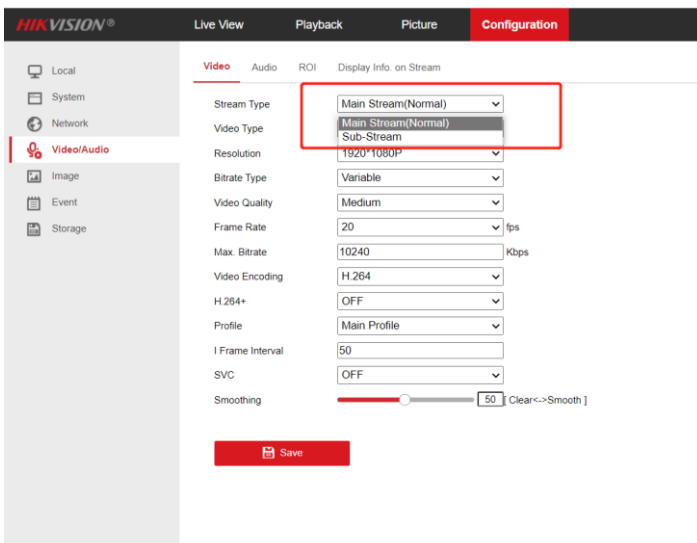 HIKVISION®
Live View Playback Picture Configuration
Local
System
Network
Video/Audio
Image
Event
Storage
Video Audio ROI Display Info. on Stream
Stream Type Main Stream(Normal)
Main Stream(Normal)
Video Type
Sub-Stream
Resolution 1920*1080P
Bitrate Type Variable
Video Quality Medium
Frame Rate 20 fps
Max. Bitrate 10240 Kbps
Video Encoding H.264
H.264+ OFF
Profile Main Profile
I Frame Interval 50
SVC OFF
Smoothing 50 [ Clear<->Smooth ]
Save